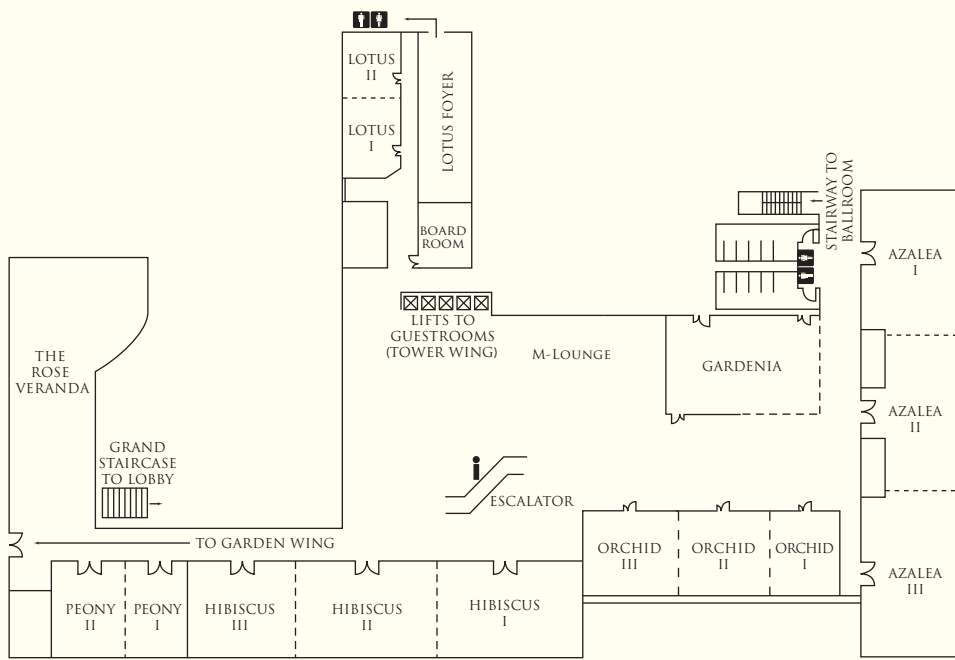 LOTUS
II
LOTUS
I
LOTUS FOYER
BOARD
ROOM
STAIRWAY TO
BALLROOM
AZALEA
I
LIFTS TO
GUESTROOMS
(TOWER WING)
M-LOUNGE
GARDENIA
THE
ROSE
VERANDA
AZALEA
II
GRAND
STAIRCASE
TO LOBBY
i
ESCALATOR
TO GARDEN WING
ORCHID
III
ORCHID
II
ORCHID
I
AZALEA
III
PEONY
II
PEONY
I
HIBISCUS
III
HIBISCUS
II
HIBISCUS
I